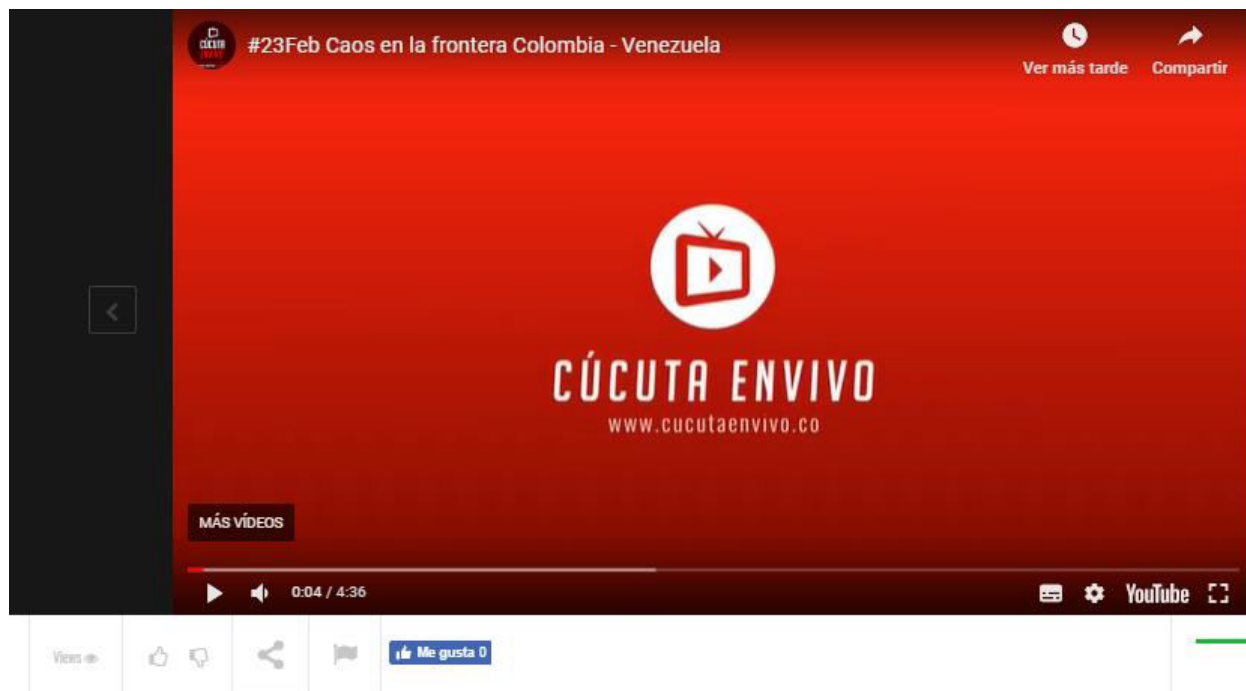 #23Feb Caos en la frontera Colombia - Venezuela
Ver más tarde
Compartir
CÚCUTA ENVIVO
www.cucutaenvivo.co
MÁS VÍDEOS
0:04 / 4:36
YouTube
Views
Me gusta 0